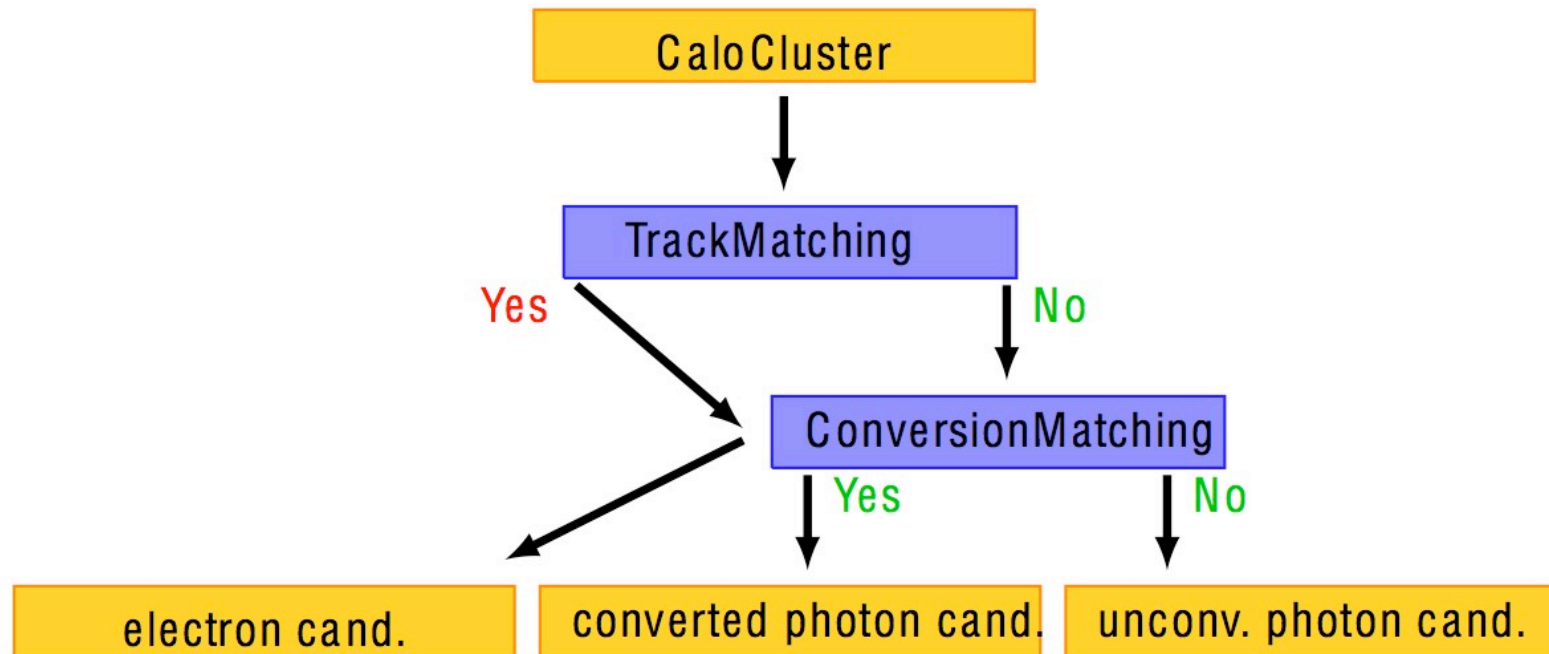 CaloCluster
TrackMatching
Yes
No
ConversionMatching
Yes
No
electron cand.
converted photon cand.
unconv. photon cand.